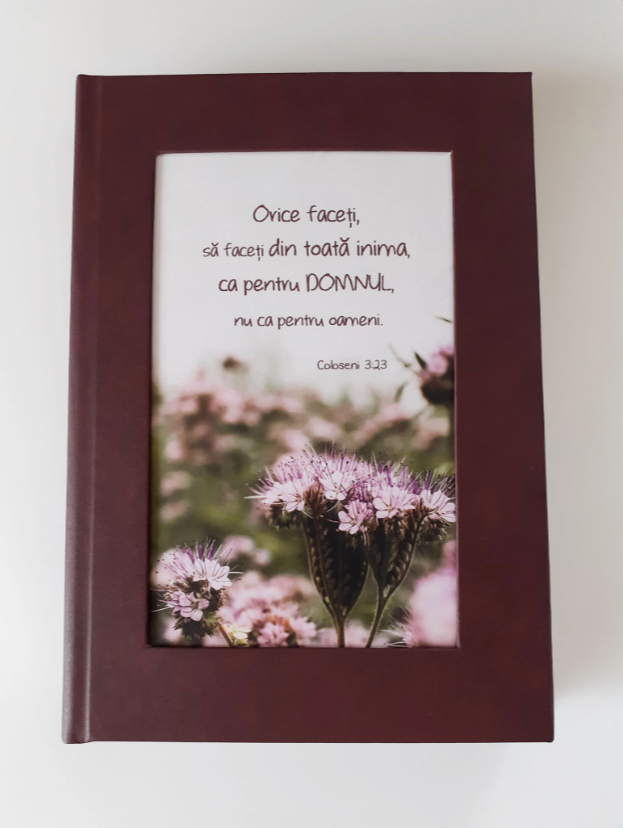 Orice faceți,
să faceți din toată inima,
ca pentru DOMNUL,
nu ca pentru oameni.
Coloseni 3:23